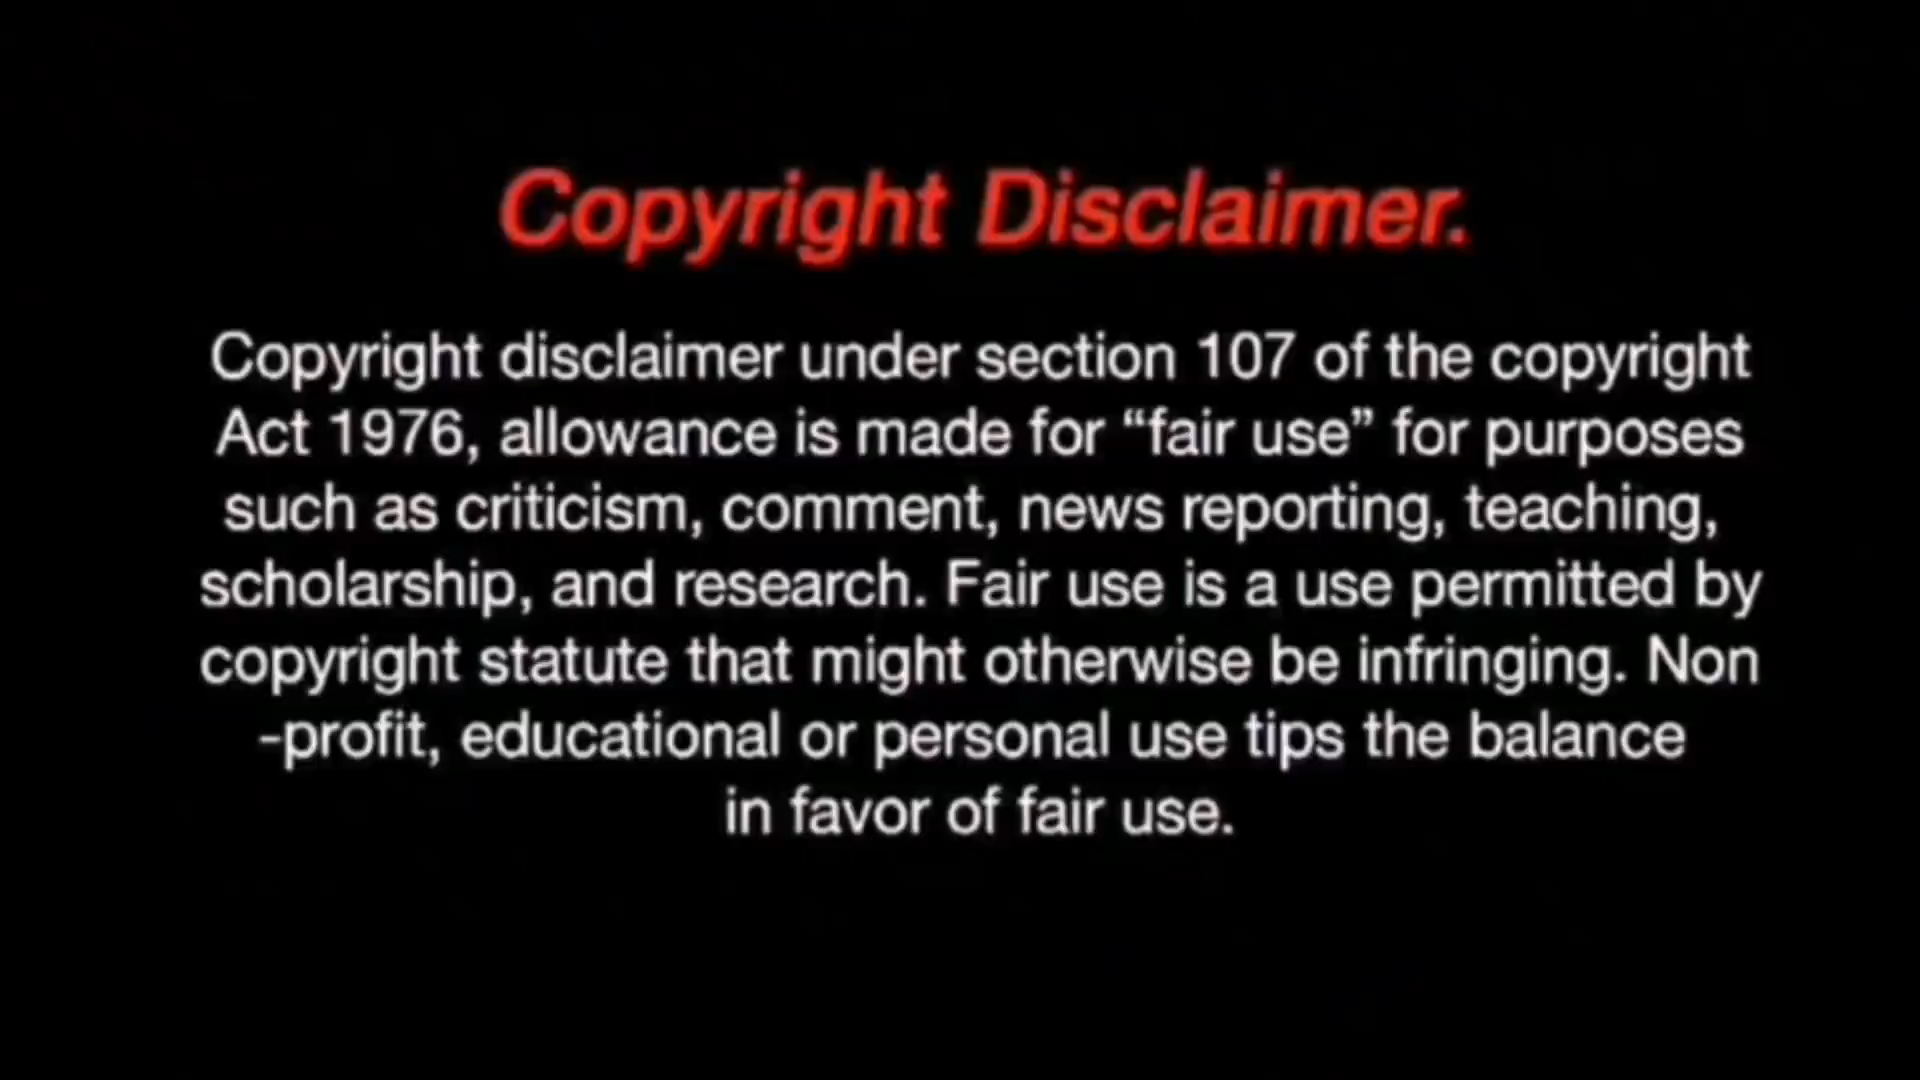 Copyright Disclaimer.
Copyright disclaimer under section 107 of the copyright
Act 1976, allowance is made for “fair use” for purposes
such as criticism, comment, news reporting, teaching,
scholarship, and research. Fair use is a use permitted by
copyright statute that might otherwise be infringing. Non
-profit, educational or personal use tips the balance
in favor of fair use.